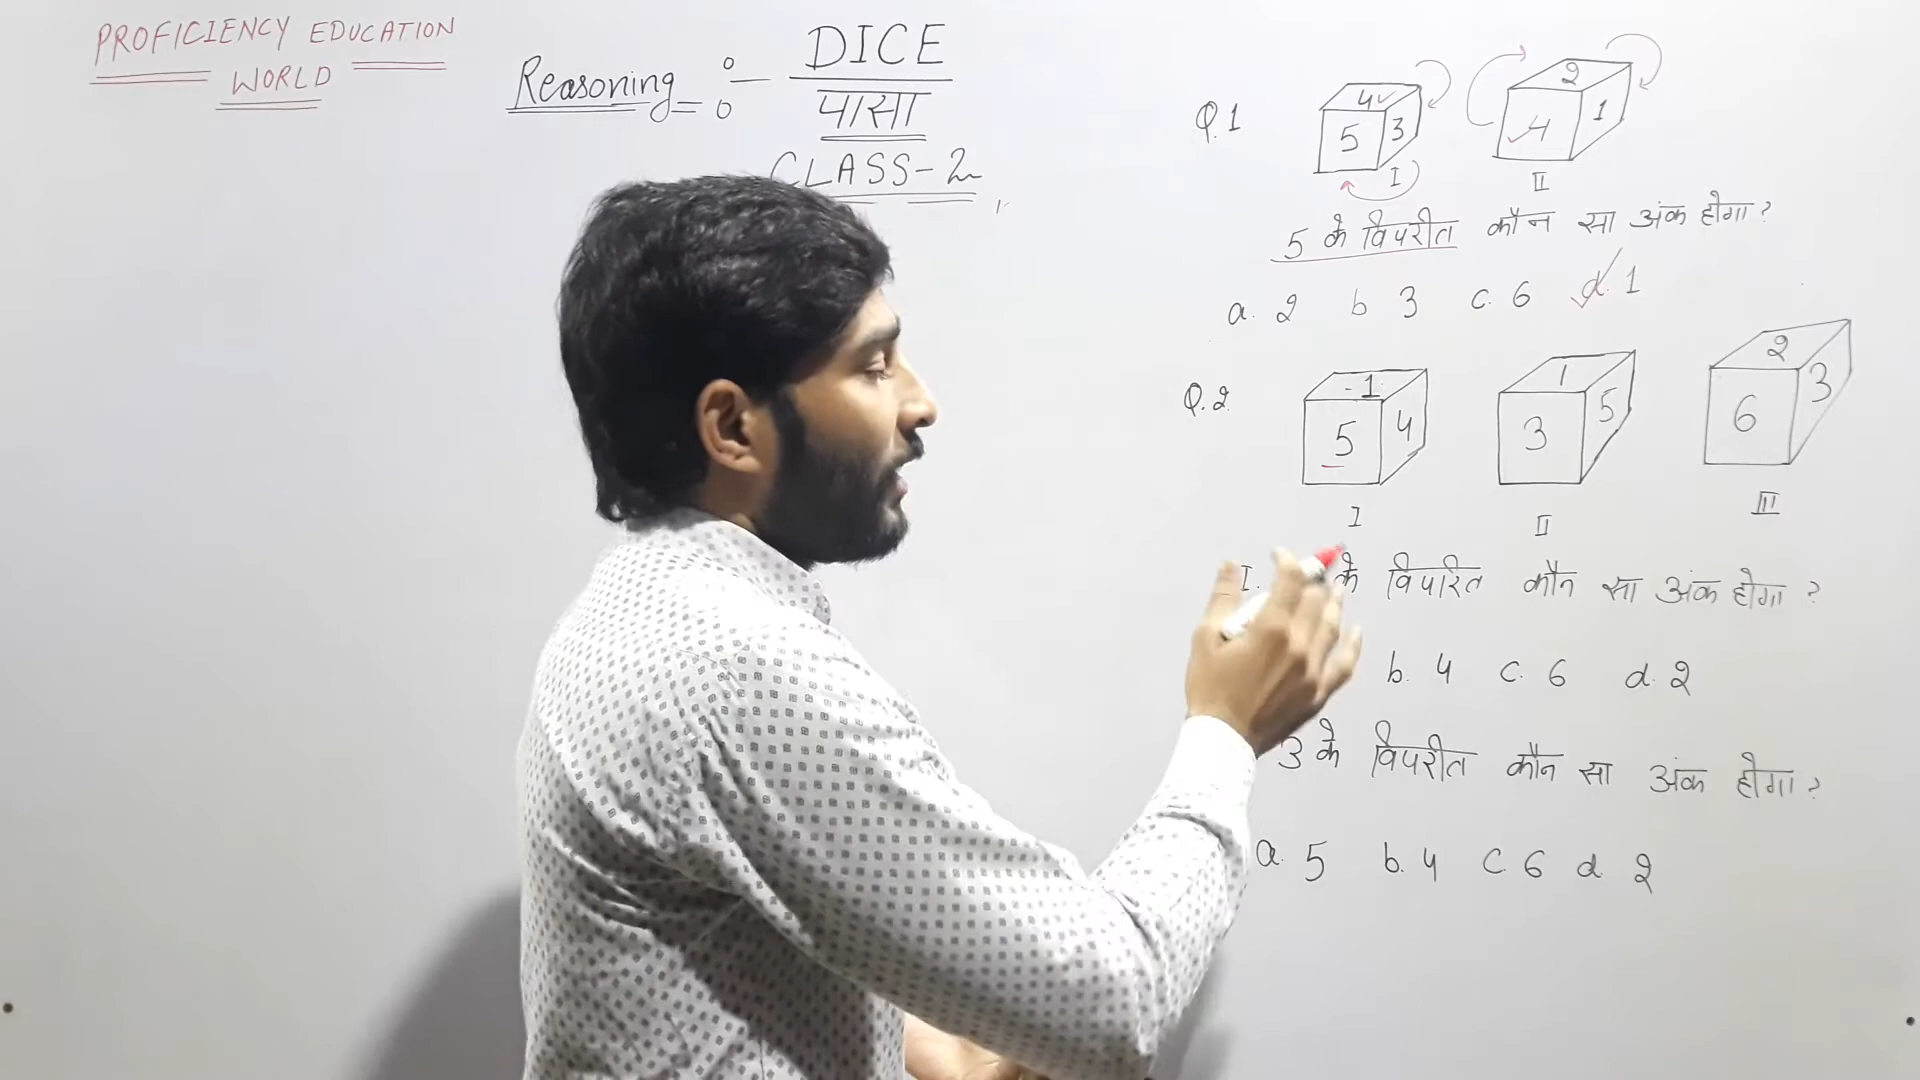 PROFICIENCY EDUCATION
WORLD
Reasoning :-
DICE
पासा
CLASS-2
Q.1
4 5 3
I
2 4 1
II
5 के विपरीत कौन सा अंक होगा?
a. 2 b 3 c. 6 d. 1
Q.2
1 5 4
I
1 3 5
II
2 6 3
III
I. के विपरित कौन सा अंक होगा?
b. 4 c. 6 d. 2
3 के विपरीत कौन सा अंक होगा?
a. 5 b. 4 c. 6 d. 2